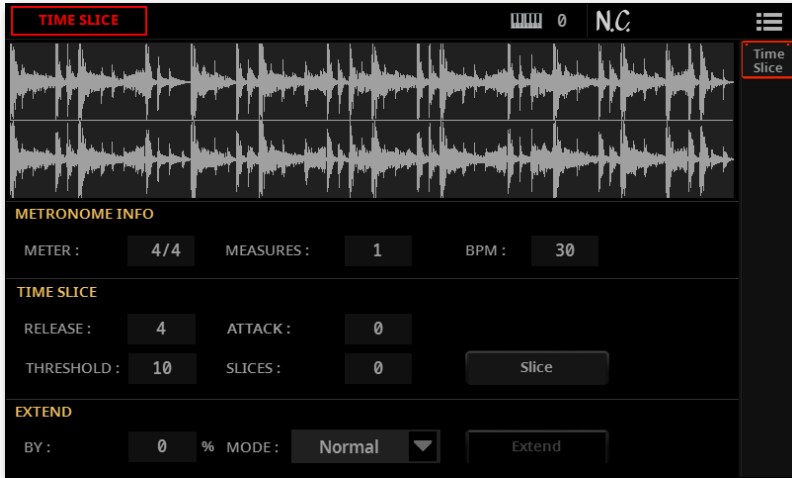 TIME SLICE 0 N.C.
Time
Slice
METRONOME INFO
METER : 4/4 MEASURES : 1 BPM : 30
TIME SLICE
RELEASE : 4 ATTACK : 0
THRESHOLD : 10 SLICES : 0 Slice
EXTEND
BY : 0 % MODE : Normal Extend